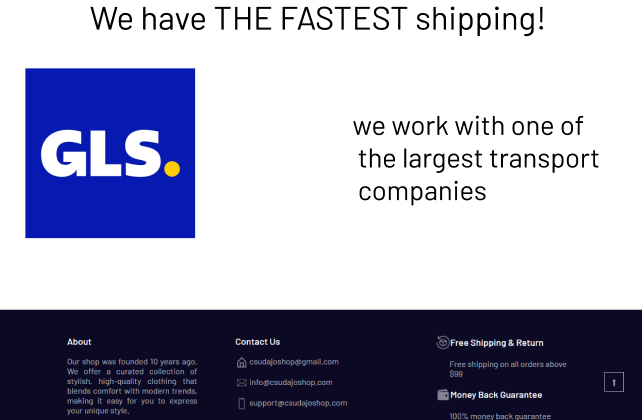 We have THE FASTEST shipping!
GLS.
we work with one of
the largest transport
companies
About
Our shop was founded 10 years ago.
We offer a curated collection of
stylish, high-quality clothing that
blends comfort with modern trends,
making it easy for you to express
your unique style.
Contact Us
csudajoshop@gmail.com
info@csudajoshop.com
support@csudajoshop.com
Free Shipping & Return
Free shipping on all orders above
$99
Money Back Guarantee
100% money back guarantee